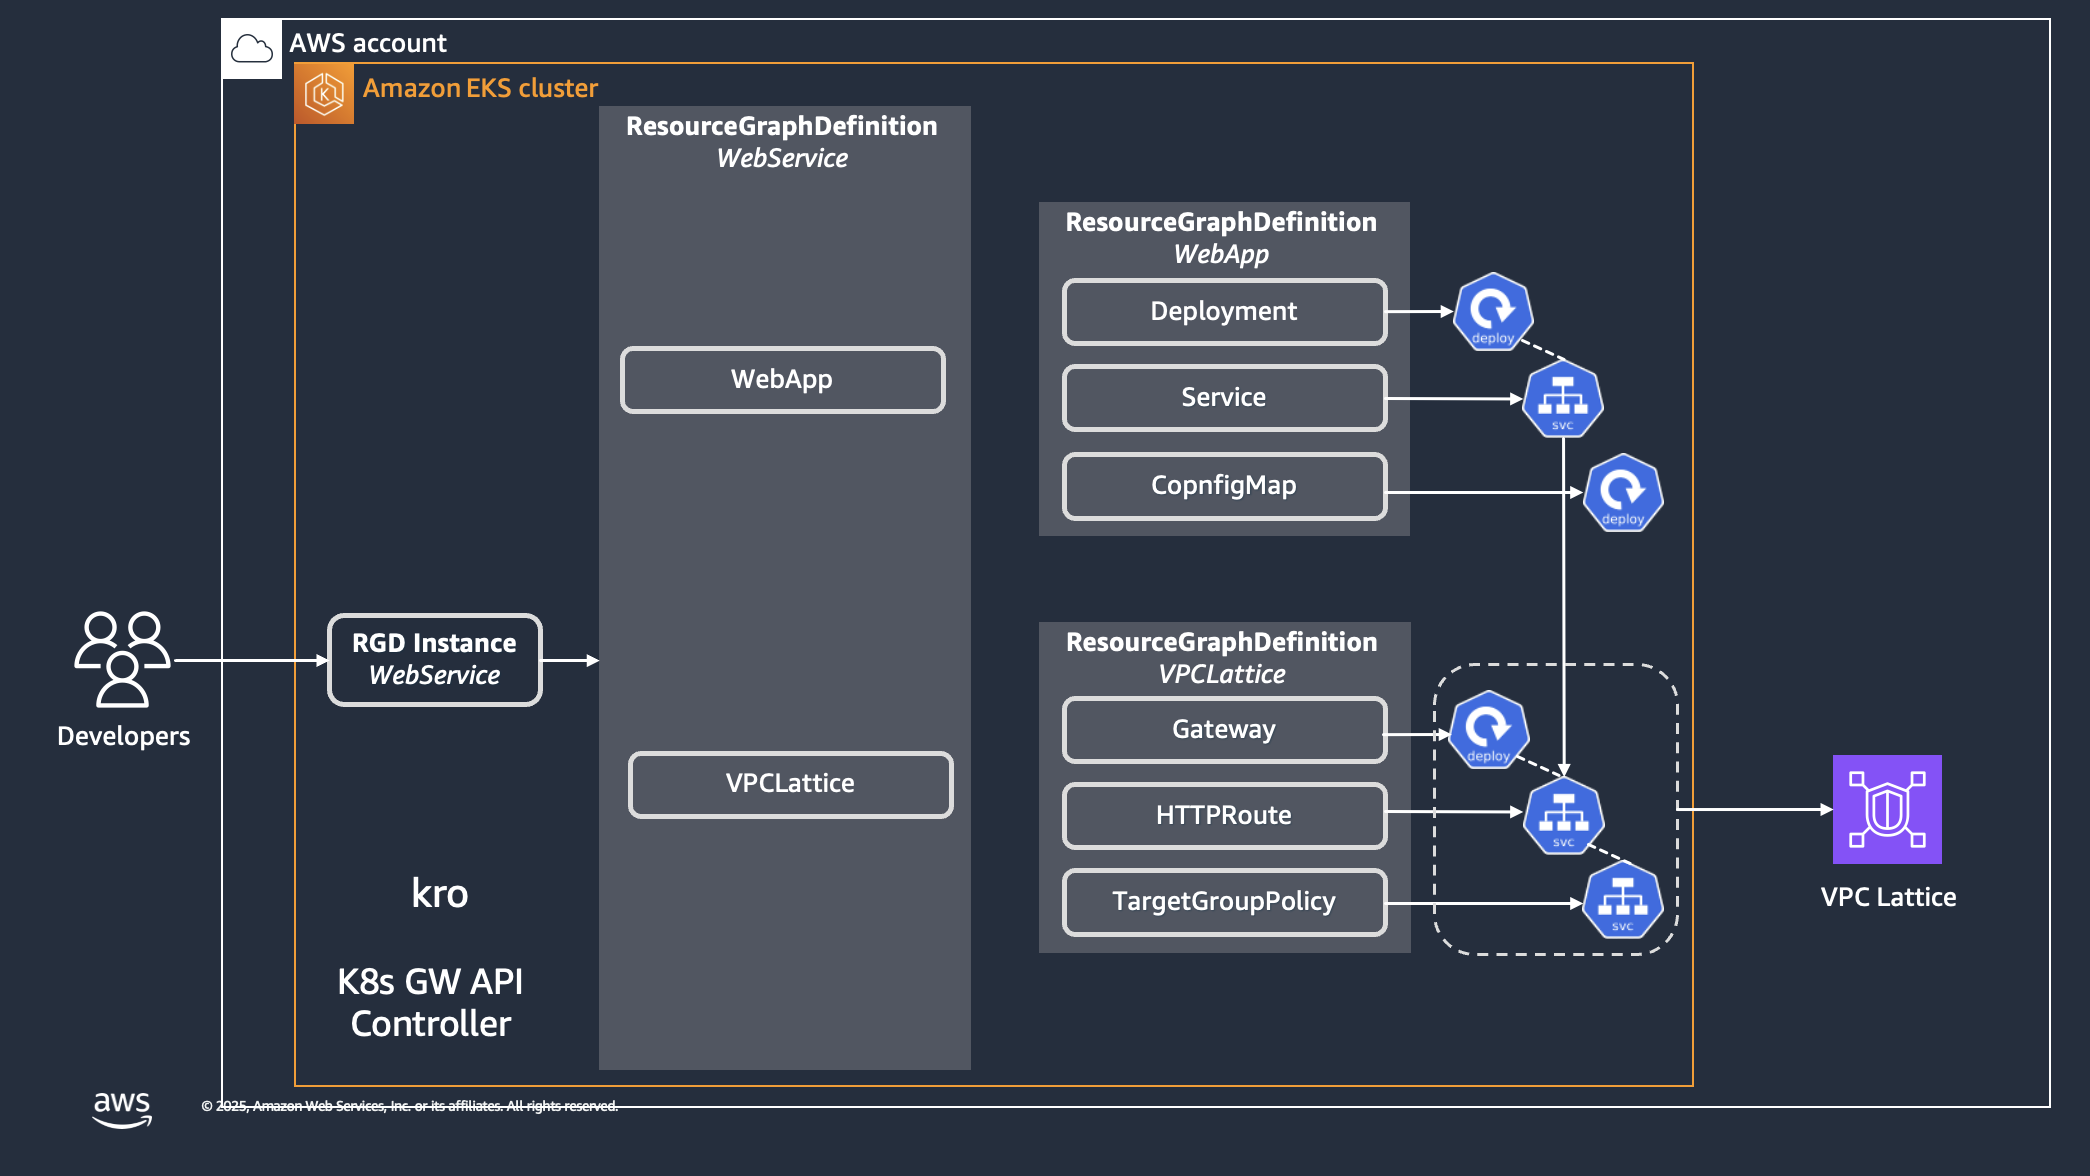 AWS account
Amazon EKS cluster
ResourceGraphDefinition
WebService
WebApp
VPCLattice
ResourceGraphDefinition
WebApp
Deployment
Service
CopnfigMap
deploy
svc
deploy
ResourceGraphDefinition
VPCLattice
Gateway
HTTPRoute
TargetGroupPolicy
deploy
svc
svc
RGD Instance
WebService
Developers
kro
K8s GW API
Controller
VPC Lattice
aws
© 2025, Amazon Web Services, Inc. or its affiliates. All rights reserved.